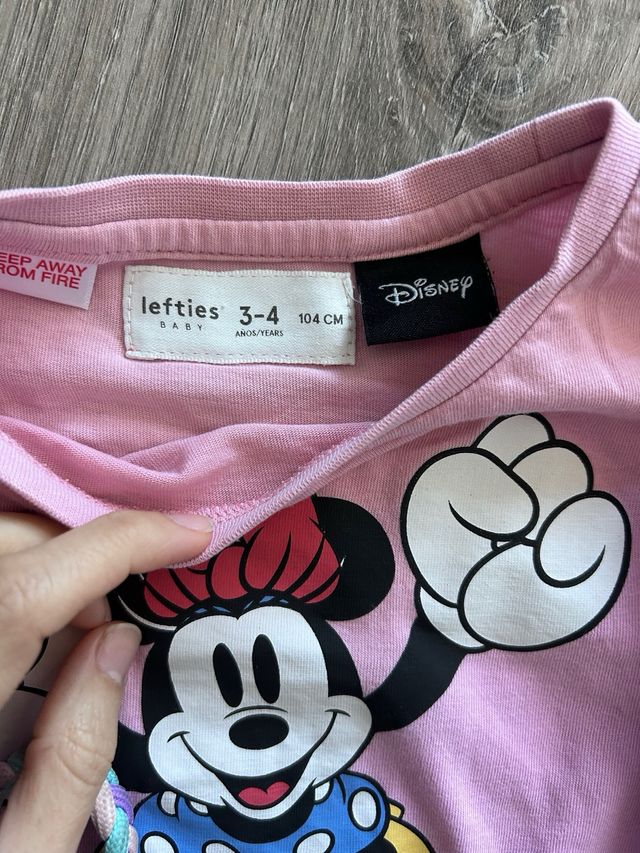 EEP AWAY
ROM FIRE
lefties
BABY
3-4
AÑOS/YEARS
104 CM
Disney